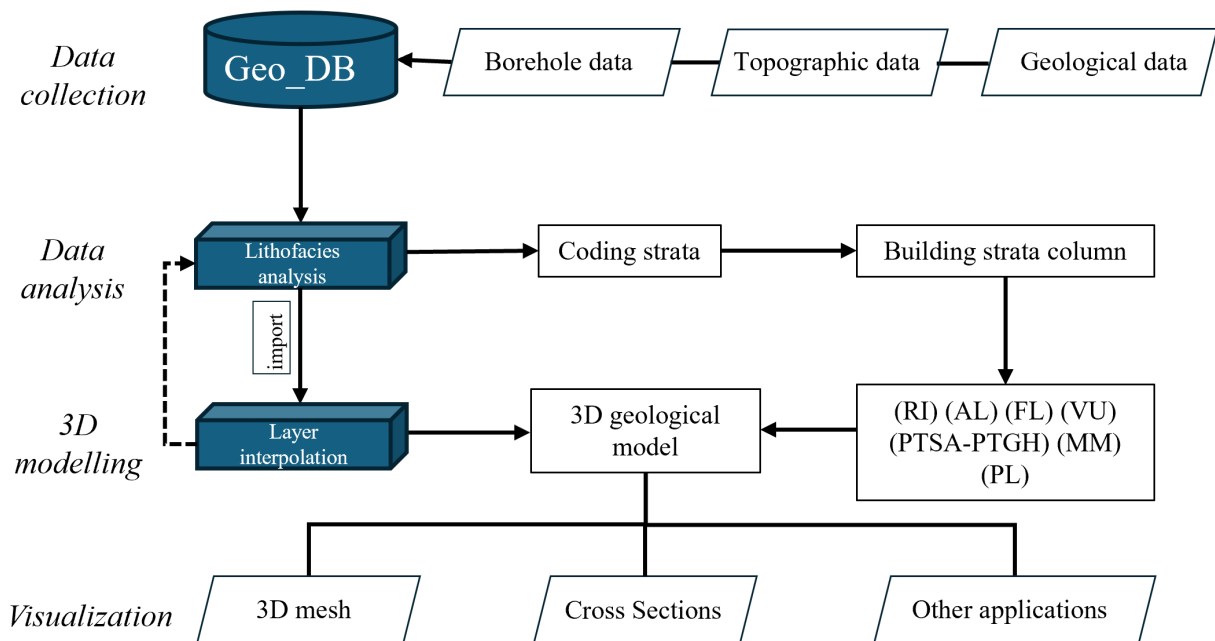 Data
collection
Geo_DB
Borehole data
Topographic data
Geological data
Data
analysis
Lithofacies
analysis
Coding strata
Building strata column
import
3D
modelling
Layer
interpolation
3D geological
model
(RI) (AL) (FL) (VU)
(PTSA-PTGH) (MM)
(PL)
Visualization
3D mesh
Cross Sections
Other applications